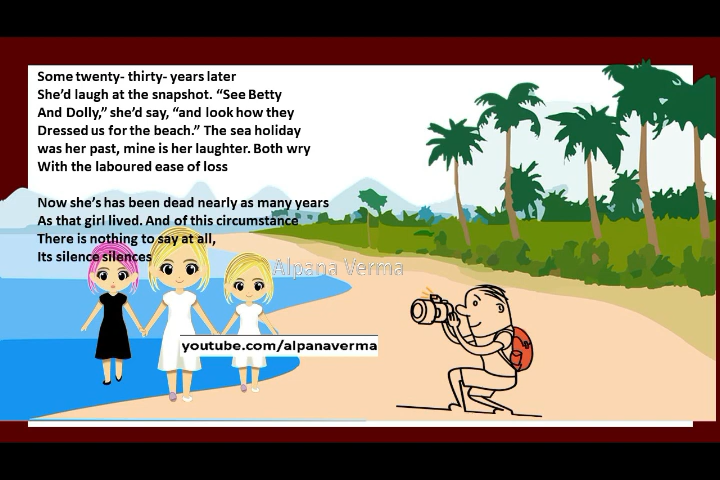 Some twenty- thirty- years later
She'd laugh at the snapshot. "See Betty
And Dolly," she'd say, "and look how they
Dressed us for the beach." The sea holiday
was her past, mine is her laughter. Both wry
With the laboured ease of loss
Now she's has been dead nearly as many years
As that girl lived. And of this circumstance
There is nothing to say at all,
Its silence silences
Alpana Verma
youtube.com/alpanaverma